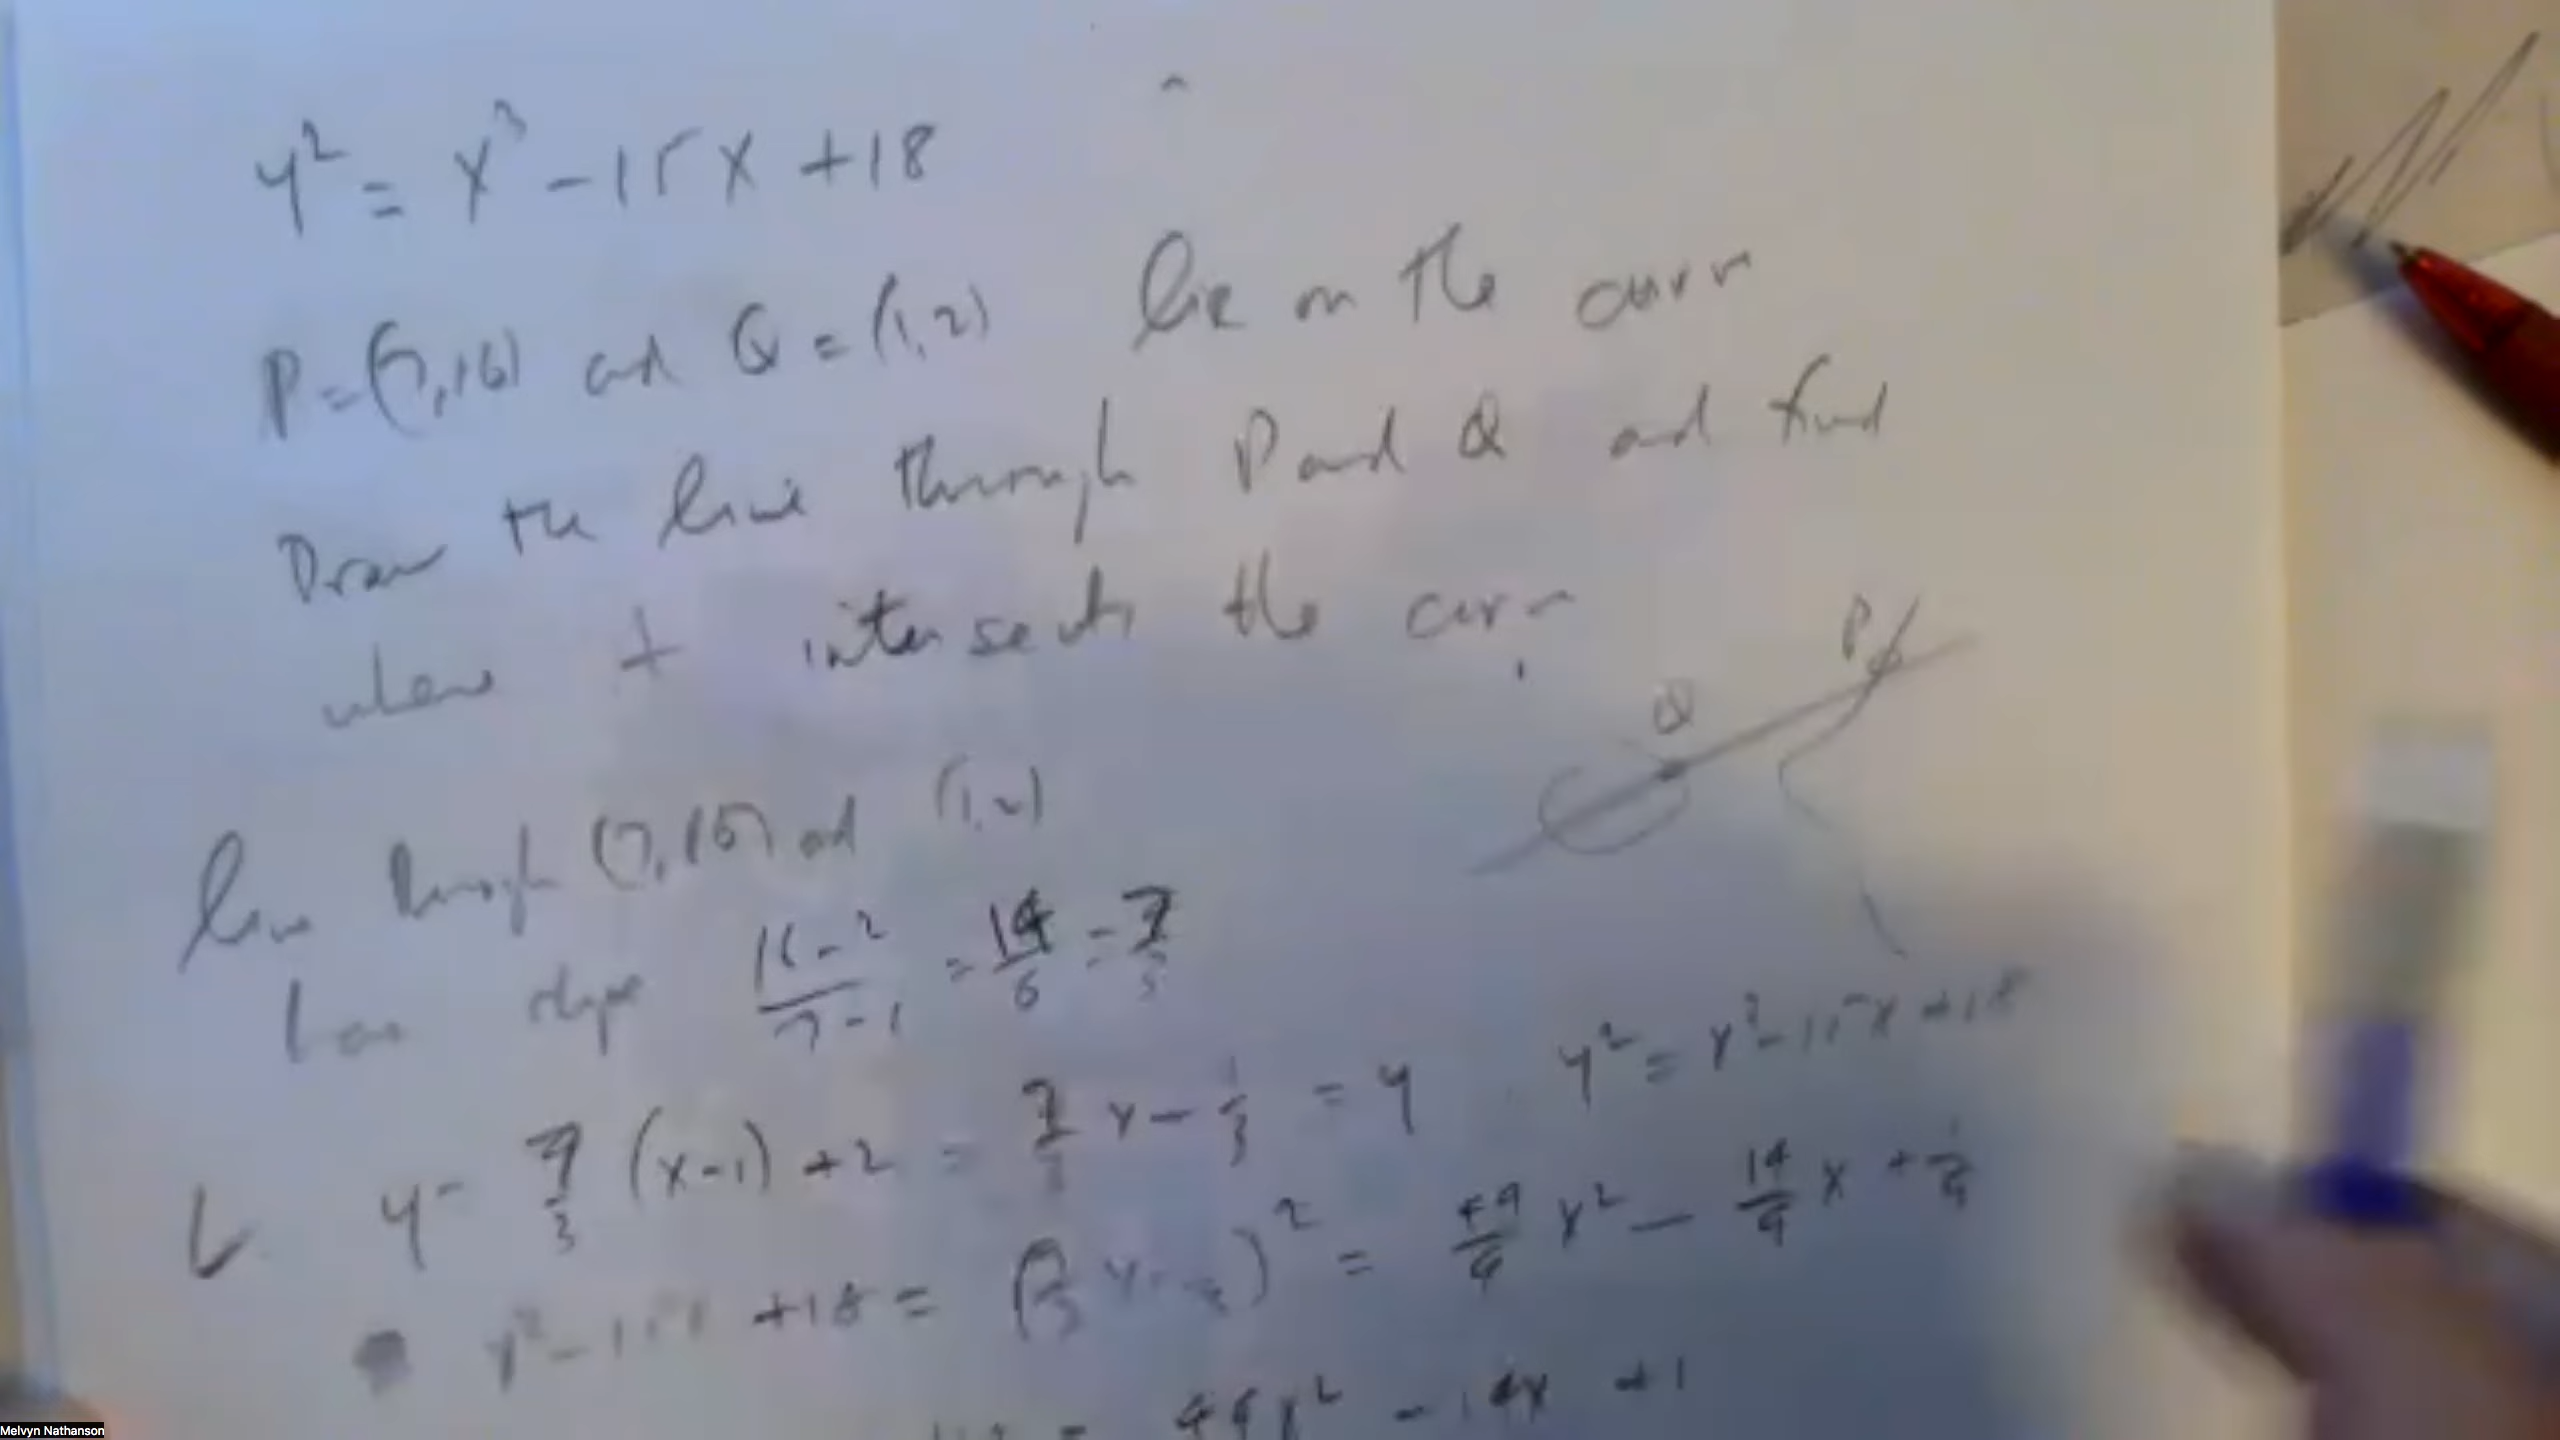 y² = x³ - 15x + 18
P = (7, 16) and Q = (1, 2) lie on the curve
Draw the line through P and Q and find
where it intersects the curve.
P
Q
line through (7, 16) and (1, 2)
has slope (16-2)/(7-1) = 14/6 = 7/3
L y = 7/3 (x-1) + 2 = 7/3 x - 1/3 = y y² = x³ - 15x + 18
x³ - 15x + 18 = (7/3 x - 1/3)² = 49/9 x² - 14/9 x + 1/9
= 49x² - 14x + 1
Melvyn Nathanson